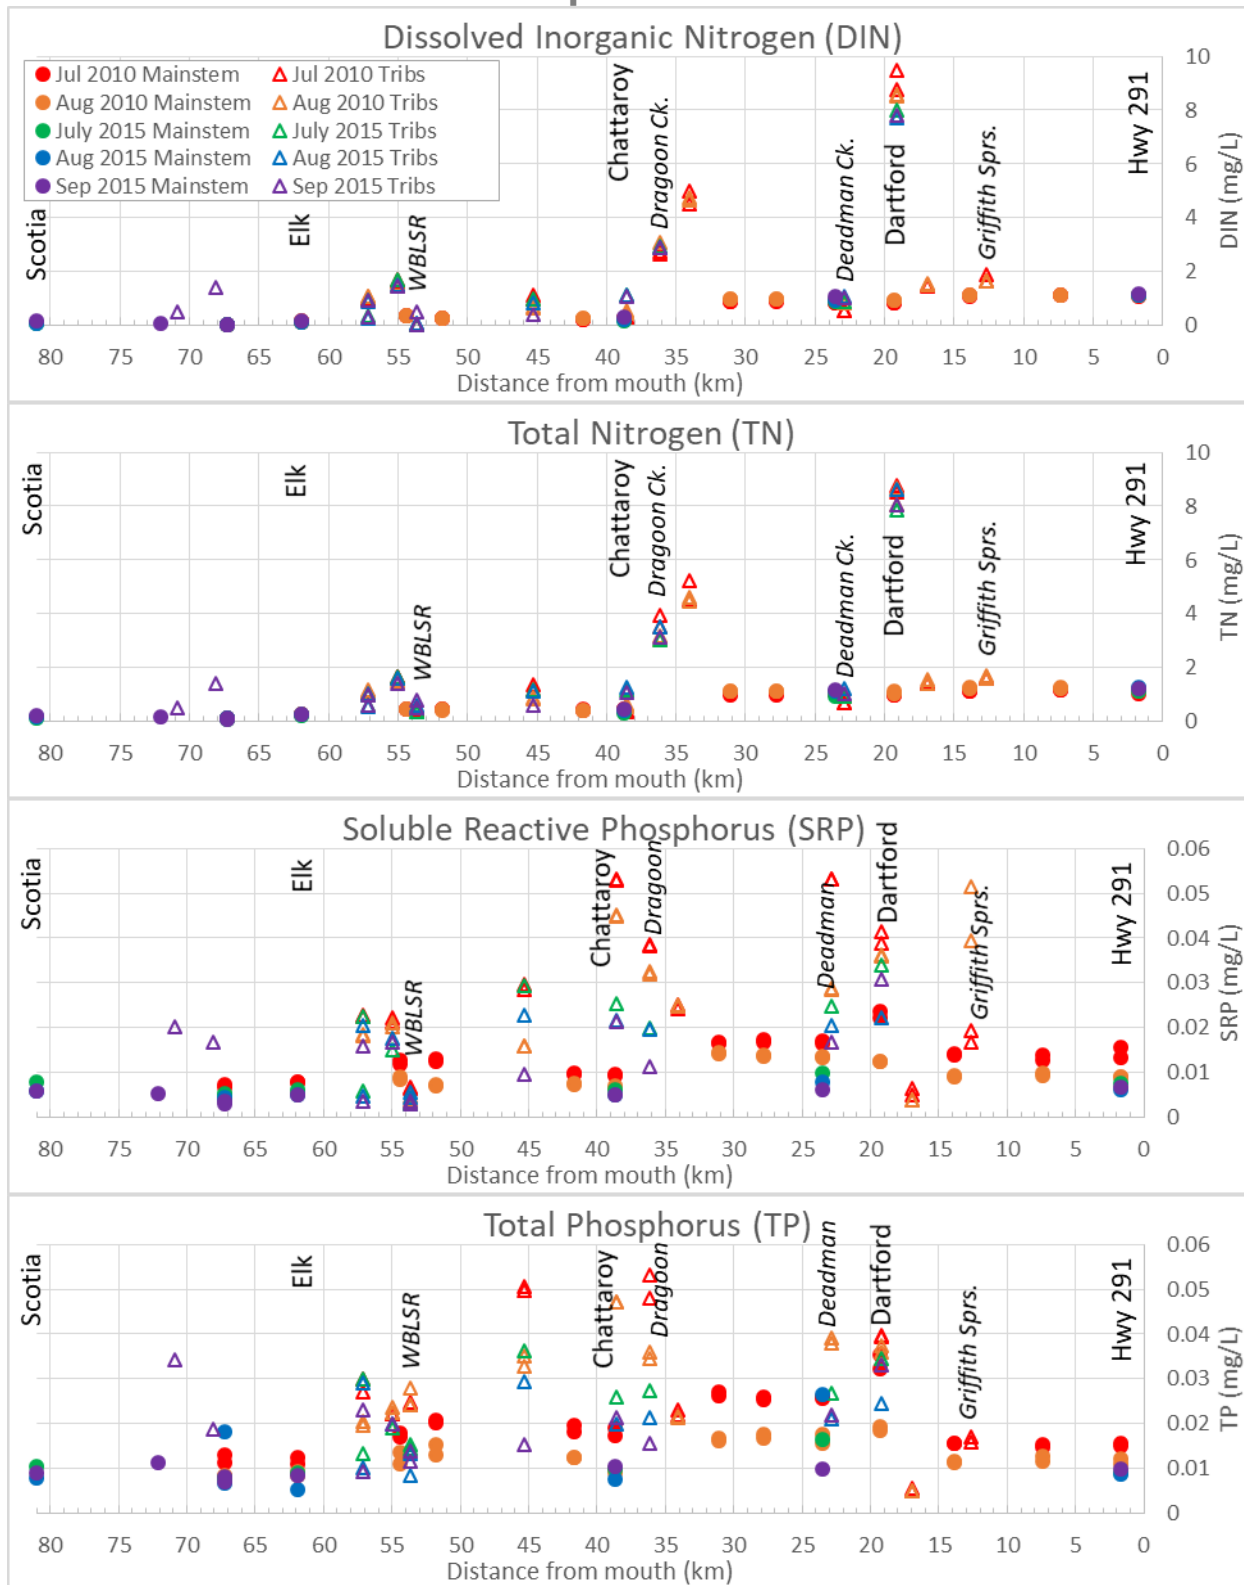 Dissolved Inorganic Nitrogen (DIN)
Jul 2010 Mainstem
Jul 2010 Tribs
Aug 2010 Mainstem
Aug 2010 Tribs
July 2015 Mainstem
July 2015 Tribs
Aug 2015 Mainstem
Aug 2015 Tribs
Sep 2015 Mainstem
Sep 2015 Tribs
Scotia
Elk
WBLSR
Chattaroy
Dragoon Ck.
Deadman Ck.
Dartford
Griffith Sprs.
Hwy 291
10
8
6
4
2
0
DIN (mg/L)
80 75 70 65 60 55 50 45 40 35 30 25 20 15 10 5 0
Distance from mouth (km)
Total Nitrogen (TN)
Scotia
Elk
WBLSR
Chattaroy
Dragoon Ck.
Deadman Ck.
Dartford
Griffith Sprs.
Hwy 291
10
8
6
4
2
0
TN (mg/L)
80 75 70 65 60 55 50 45 40 35 30 25 20 15 10 5 0
Distance from mouth (km)
Soluble Reactive Phosphorus (SRP)
Scotia
Elk
WBLSR
Chattaroy
Dragoon
Deadman
Dartford
Griffith Sprs.
Hwy 291
0.06
0.05
0.04
0.03
0.02
0.01
0
SRP (mg/L)
80 75 70 65 60 55 50 45 40 35 30 25 20 15 10 5 0
Distance from mouth (km)
Total Phosphorus (TP)
Scotia
Elk
WBLSR
Chattaroy
Dragoon
Deadman
Dartford
Griffith Sprs.
Hwy 291
0.06
0.05
0.04
0.03
0.02
0.01
0
TP (mg/L)
80 75 70 65 60 55 50 45 40 35 30 25 20 15 10 5 0
Distance from mouth (km)